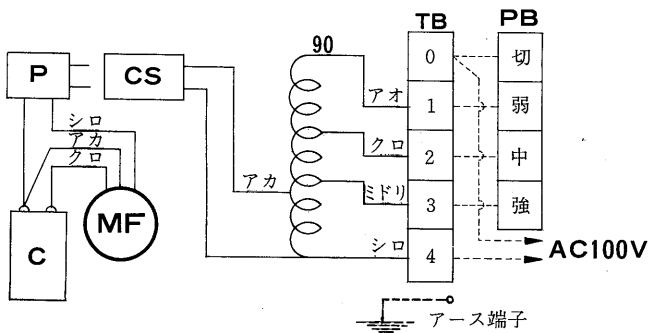 TB PB
90
P CS
0 切
アオ 1 弱
シロ
アカ
クロ
クロ 2 中
アカ ミドリ 3 強
MF
C
シロ 4
AC100V
アース端子